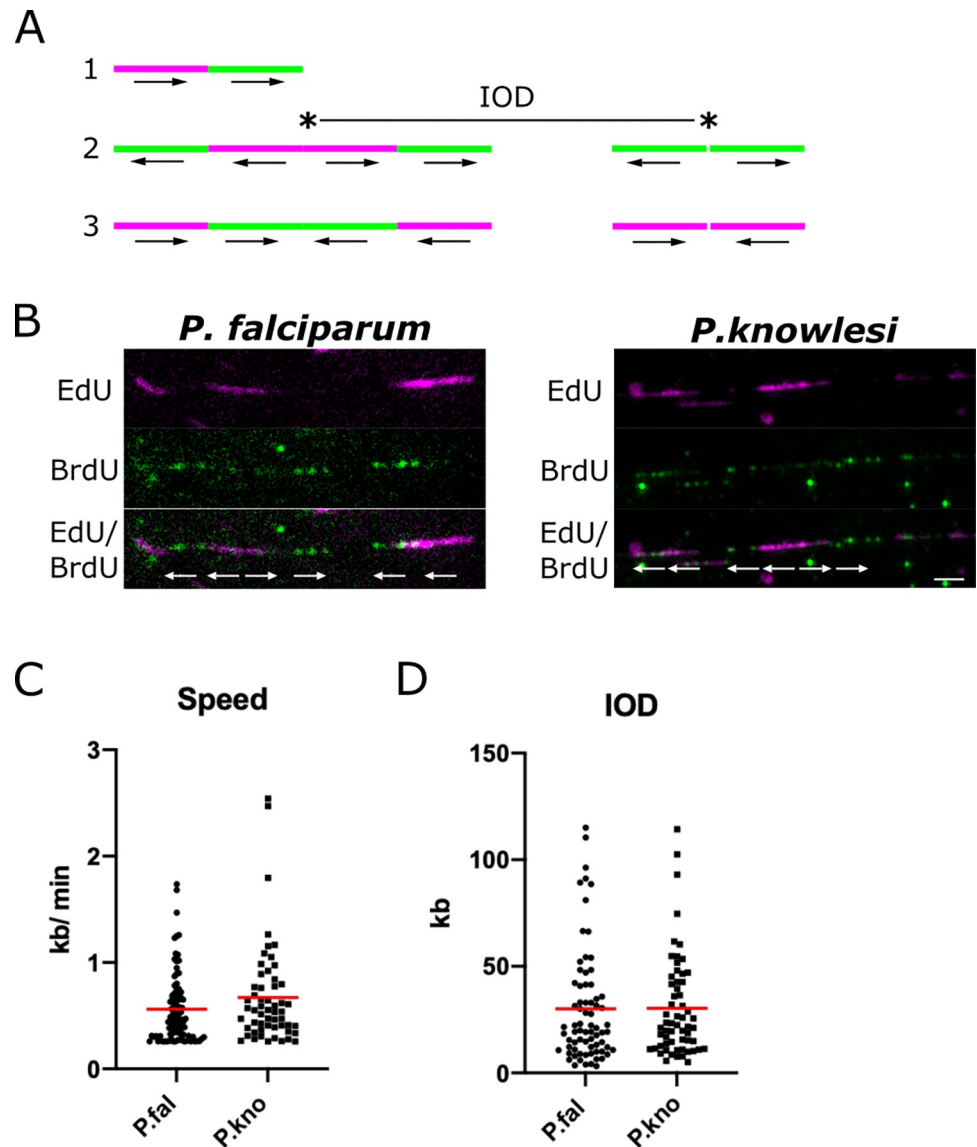 A
1
IOD
* *
2
3
B
P. falciparum
P.knowlesi
EdU
EdU
BrdU
BrdU
EdU/
BrdU
EdU/
BrdU
C
D
Speed
IOD
3
2
1
0
kb/ min
P.fal
P.kno
150
100
50
0
kb
P.fal
P.kno